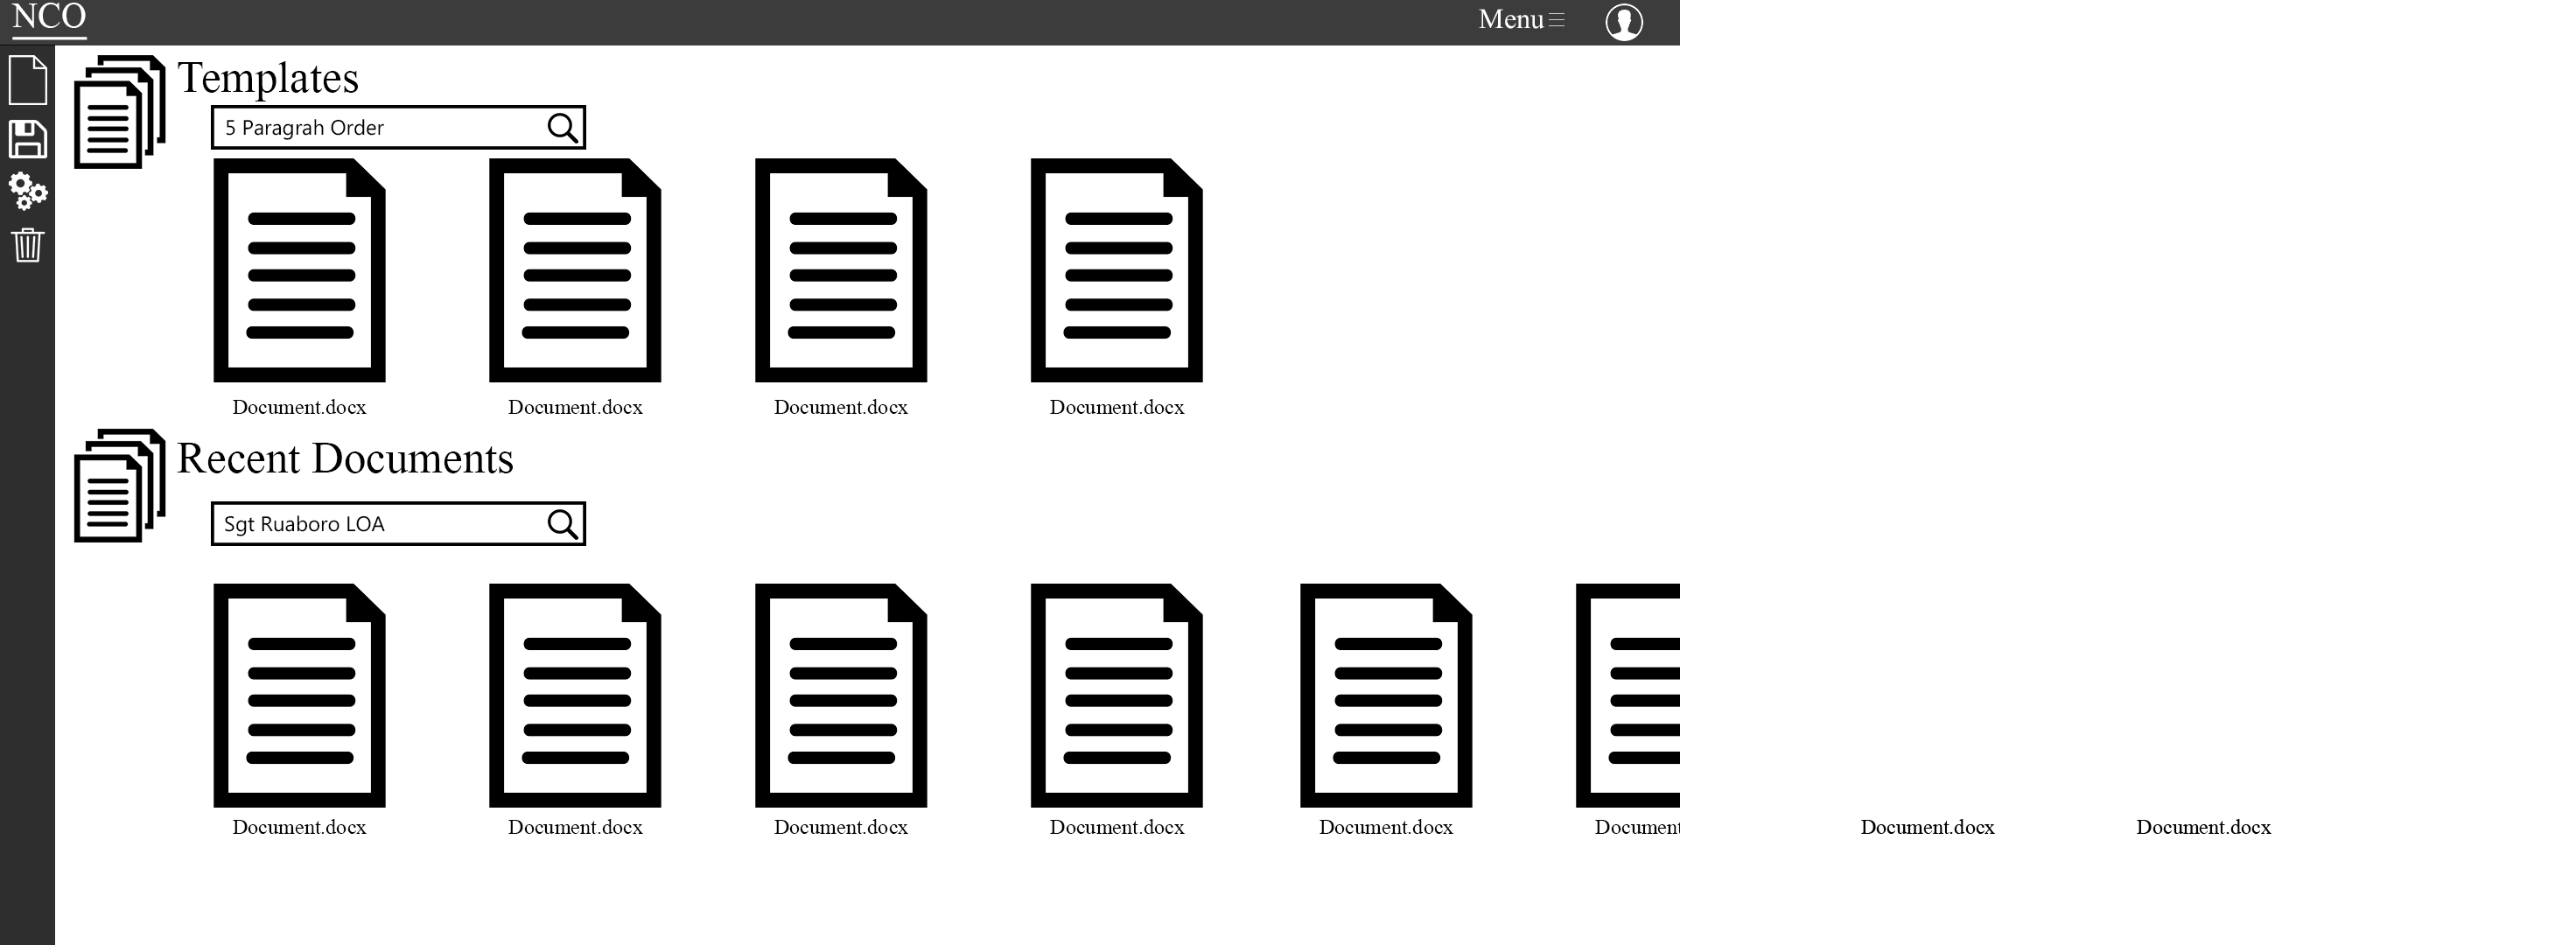 NCO
Menu
Templates
5 Paragrah Order
Document.docx Document.docx Document.docx Document.docx
Recent Documents
Sgt Ruaboro LOA
Document.docx Document.docx Document.docx Document.docx Document.docx Document Document.docx Document.docx